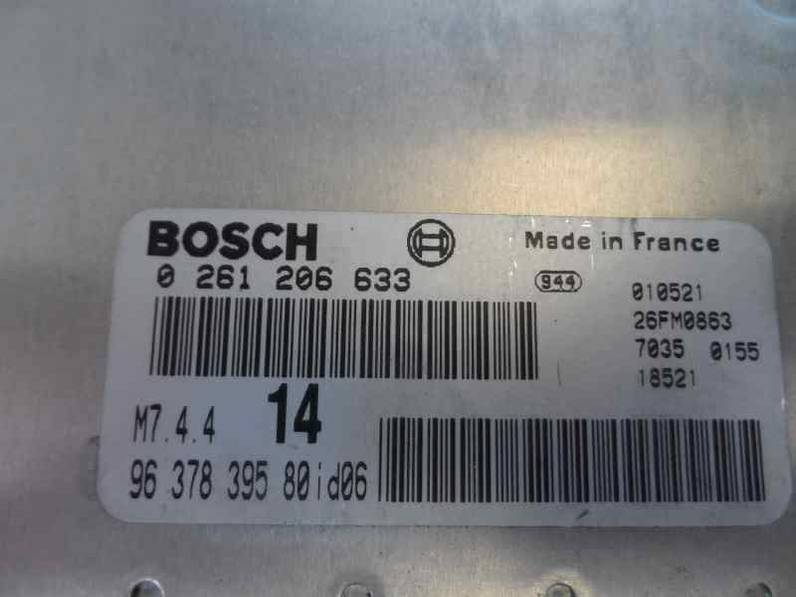 BOSCH Made in France
0 261 206 633 944 010521
26FM0863
7035 0155
18521
M7.4.4 14
96 378 395 80id06